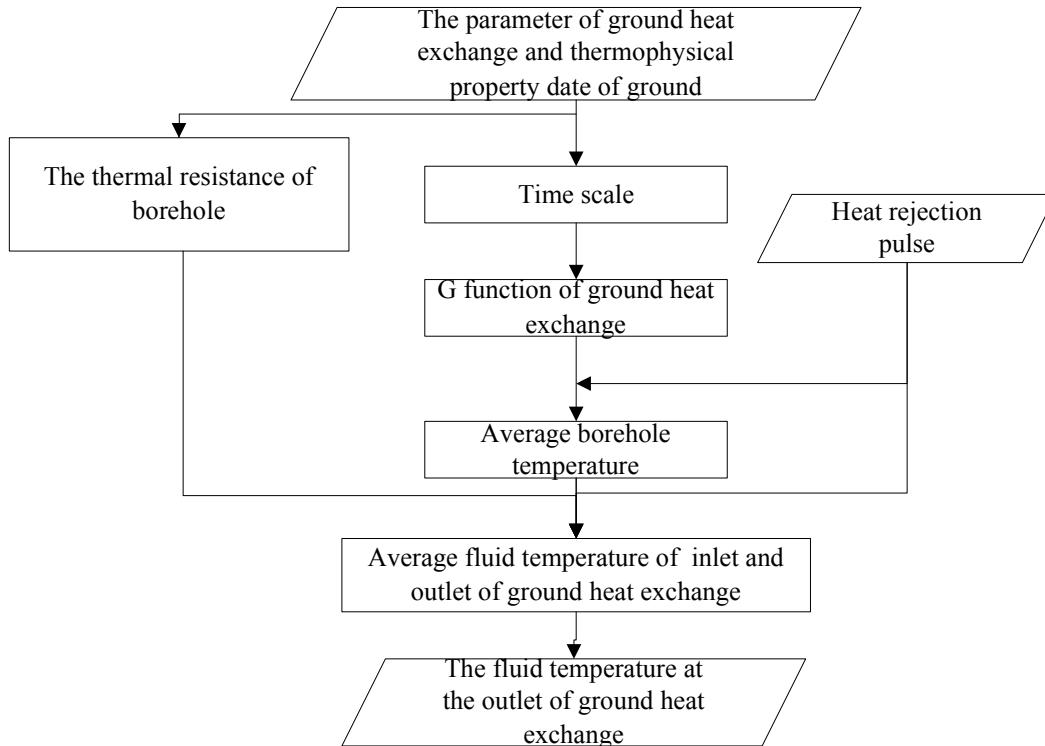 The parameter of ground heat
exchange and thermophysical
property date of ground
The thermal resistance of
borehole
Time scale
Heat rejection
pulse
G function of ground heat
exchange
Average borehole
temperature
Average fluid temperature of inlet and
outlet of ground heat exchange
The fluid temperature at
the outlet of ground heat
exchange